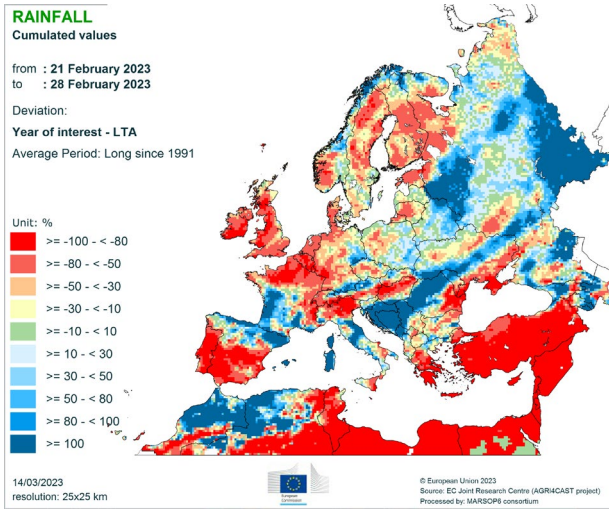 RAINFALL
Cumulated values
from : 21 February 2023
to : 28 February 2023
Deviation:
Year of interest - LTA
Average Period: Long since 1991
Unit: %
>= -100 - < -80
>= -80 - < -50
>= -50 - < -30
>= -30 - < -10
>= -10 - < 10
>= 10 - < 30
>= 30 - < 50
>= 50 - < 80
>= 80 - < 100
>= 100
14/03/2023
resolution: 25x25 km
European
Commission
© European Union 2023
Source: EC Joint Research Centre (AGRI4CAST project)
Processed by: MARSOP6 consortium